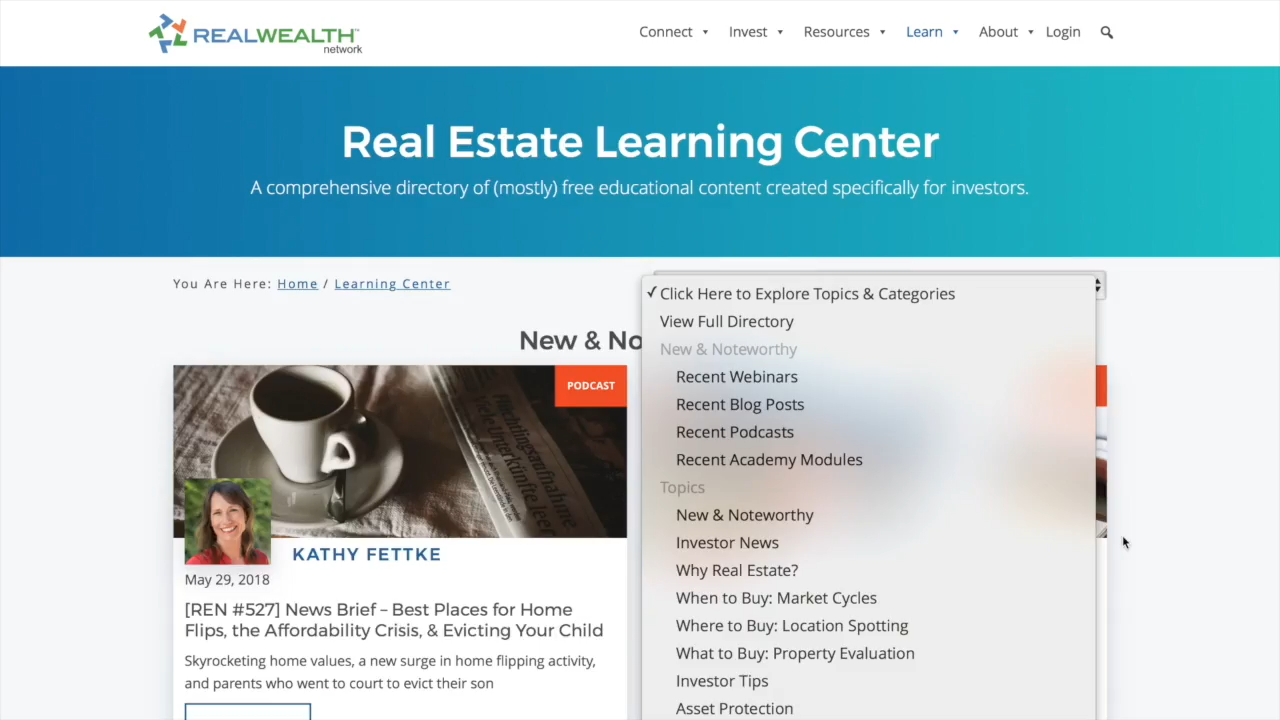 REALWEALTH™
network
Connect
Invest
Resources
Learn
About
Login
Real Estate Learning Center
A comprehensive directory of (mostly) free educational content created specifically for investors.
You Are Here: Home / Learning Center
✓ Click Here to Explore Topics & Categories
View Full Directory
New & Noteworthy
Recent Webinars
Recent Blog Posts
Recent Podcasts
Recent Academy Modules
Topics
New & Noteworthy
Investor News
Why Real Estate?
When to Buy: Market Cycles
Where to Buy: Location Spotting
What to Buy: Property Evaluation
Investor Tips
Asset Protection
New & No
PODCAST
Flüchtlingsaufnahme
Viele Unterkünfte leer
KATHY FETTKE
May 29, 2018
[REN #527] News Brief – Best Places for Home
Flips, the Affordability Crisis, & Evicting Your Child
Skyrocketing home values, a new surge in home flipping activity,
and parents who went to court to evict their son